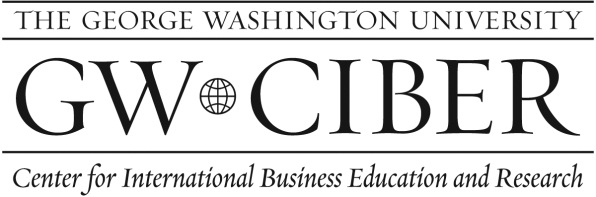 THE GEORGE WASHINGTON UNIVERSITY
GW CIBER
Center for International Business Education and Research